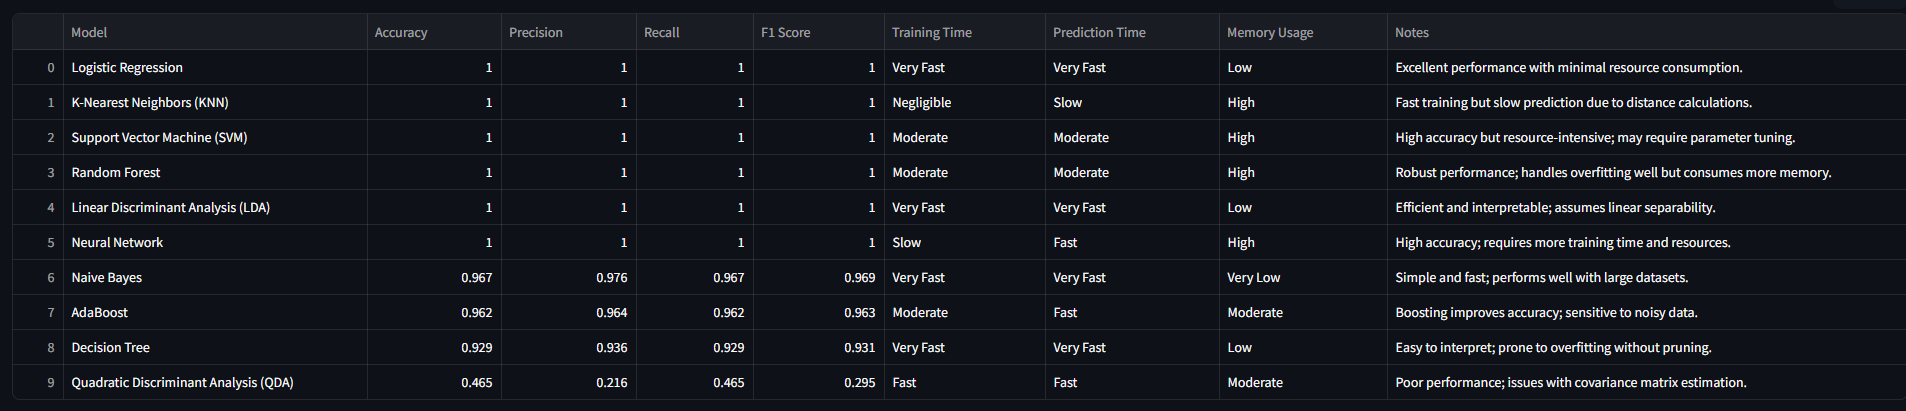 Model Accuracy Precision Recall F1 Score Training Time Prediction Time Memory Usage Notes
0 Logistic Regression 1 1 1 1 Very Fast Very Fast Low Excellent performance with minimal resource consumption.
1 K-Nearest Neighbors (KNN) 1 1 1 1 Negligible Slow High Fast training but slow prediction due to distance calculations.
2 Support Vector Machine (SVM) 1 1 1 1 Moderate Moderate High High accuracy but resource-intensive; may require parameter tuning.
3 Random Forest 1 1 1 1 Moderate Moderate High Robust performance; handles overfitting well but consumes more memory.
4 Linear Discriminant Analysis (LDA) 1 1 1 1 Very Fast Very Fast Low Efficient and interpretable; assumes linear separability.
5 Neural Network 1 1 1 1 Slow Fast High High accuracy; requires more training time and resources.
6 Naive Bayes 0.967 0.976 0.967 0.969 Very Fast Very Fast Very Low Simple and fast; performs well with large datasets.
7 AdaBoost 0.962 0.964 0.962 0.963 Moderate Fast Moderate Boosting improves accuracy; sensitive to noisy data.
8 Decision Tree 0.929 0.936 0.929 0.931 Very Fast Very Fast Low Easy to interpret; prone to overfitting without pruning.
9 Quadratic Discriminant Analysis (QDA) 0.465 0.216 0.465 0.295 Fast Fast Moderate Poor performance; issues with covariance matrix estimation.